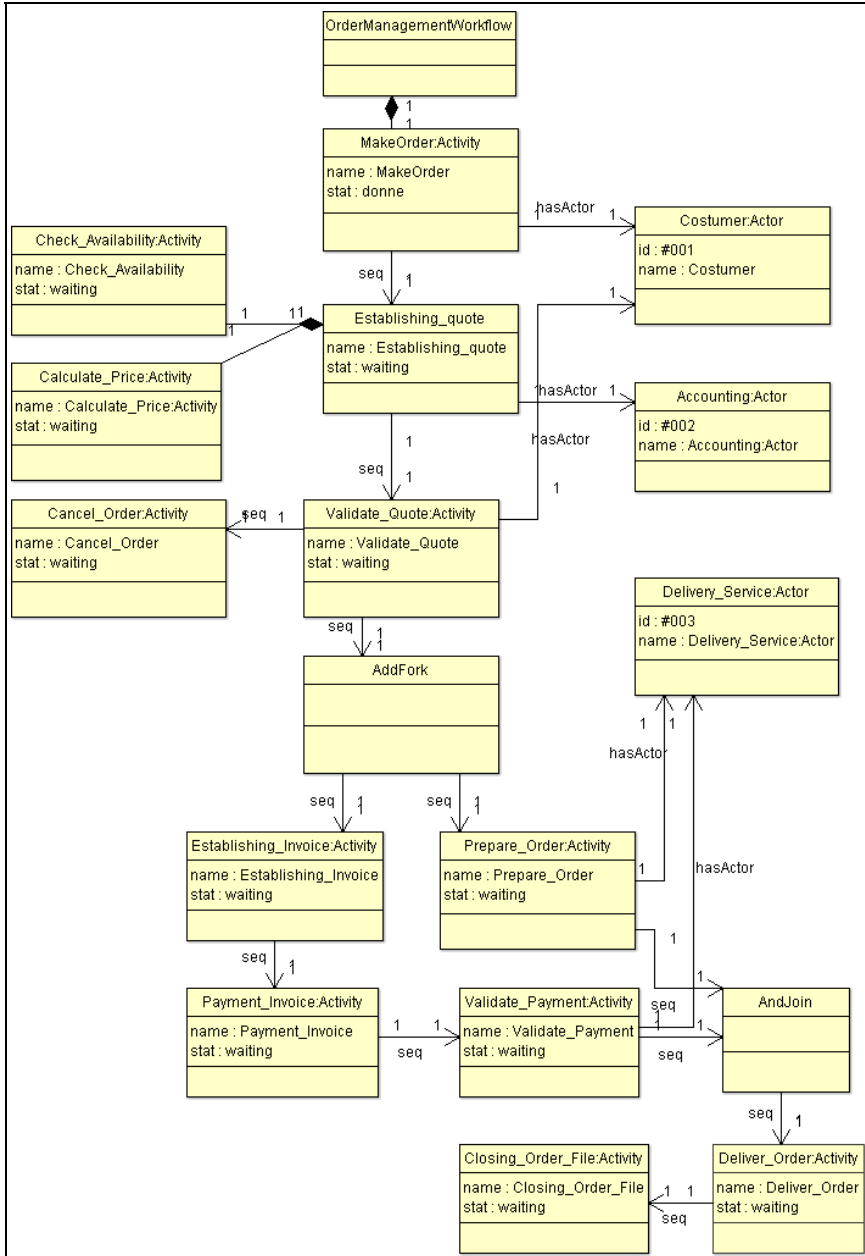 OrderManagementWorkflow
1
1
MakeOrder:Activity
name : MakeOrder
stat : donne
hasActor
1
1
Costumer:Actor
id : #001
name : Costumer
seq
1
1
Check_Availability:Activity
name : Check_Availability
stat : waiting
1
1
11
Establishing_quote
name : Establishing_quote
stat : waiting
1
Calculate_Price:Activity
name : Calculate_Price:Activity
stat : waiting
hasActor
1
1
Accounting:Actor
id : #002
name : Accounting:Actor
hasActor
1
1
seq
1
Cancel_Order:Activity
name : Cancel_Order
stat : waiting
seq
1
1
Validate_Quote:Activity
name : Validate_Quote
stat : waiting
seq
1
1
AddFork
Delivery_Service:Actor
id : #003
name : Delivery_Service:Actor
1
1
hasActor
seq
1
1
seq
1
1
Establishing_Invoice:Activity
name : Establishing_Invoice
stat : waiting
Prepare_Order:Activity
name : Prepare_Order
stat : waiting
1
hasActor
1
seq
1
1
seq
Payment_Invoice:Activity
name : Payment_Invoice
stat : waiting
1
1
seq
Validate_Payment:Activity
name : Validate_Payment
stat : waiting
1
1
1
seq
AndJoin
seq
1
1
Closing_Order_File:Activity
name : Closing_Order_File
stat : waiting
1
1
seq
Deliver_Order:Activity
name : Deliver_Order
stat : waiting